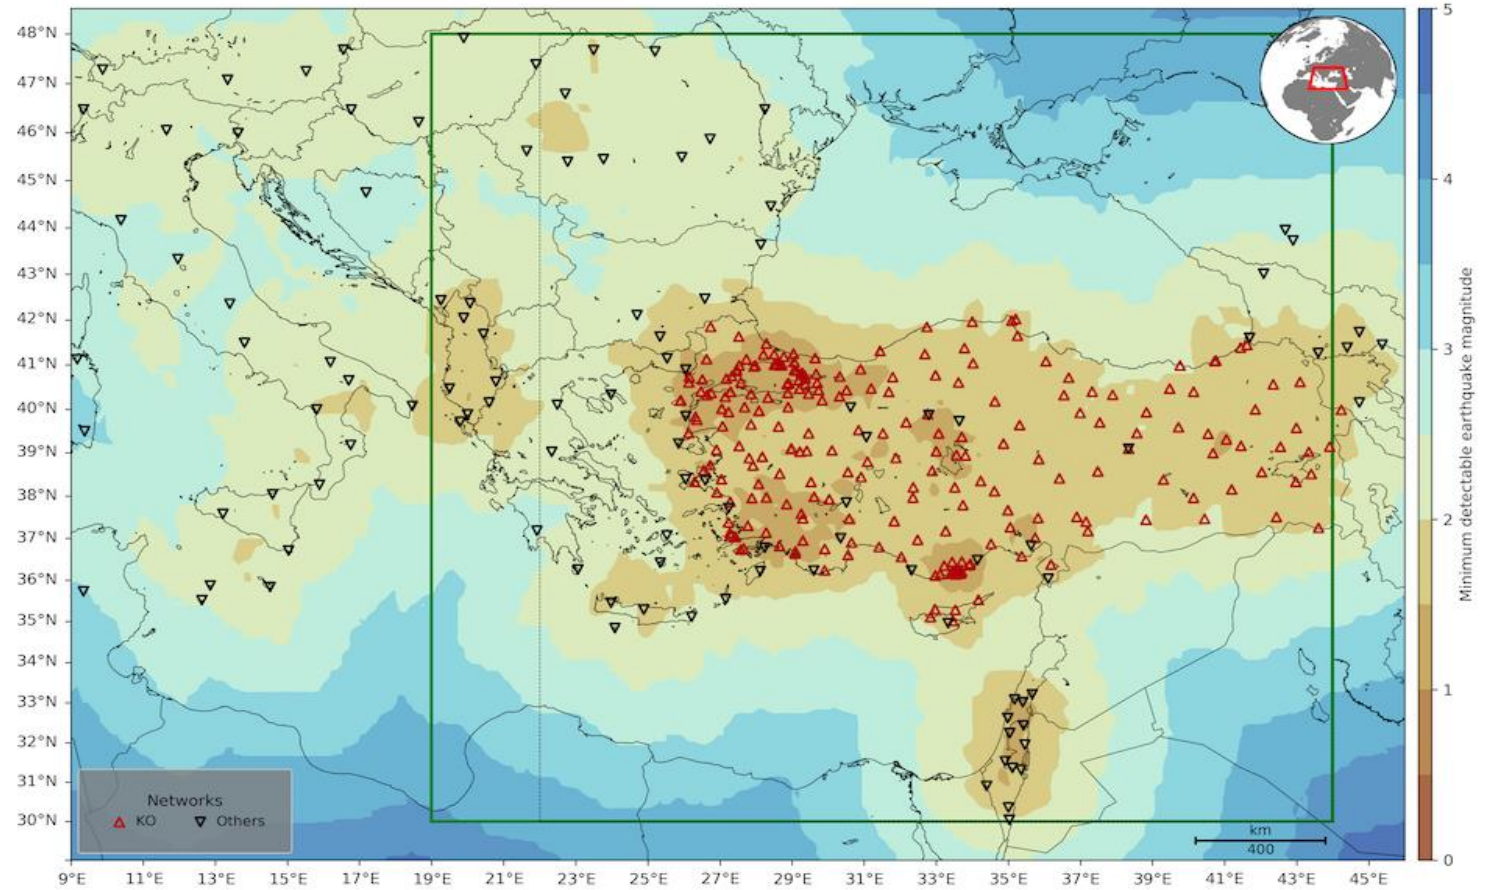 48°N
47°N
46°N
45°N
44°N
43°N
42°N
41°N
40°N
39°N
38°N
37°N
36°N
35°N
34°N
33°N
32°N
31°N
30°N
Networks
KO Others
km
400
9°E 11°E 13°E 15°E 17°E 19°E 21°E 23°E 25°E 27°E 29°E 31°E 33°E 35°E 37°E 39°E 41°E 43°E 45°E
5
4
3
2
1
0
Minimum detectable earthquake magnitude